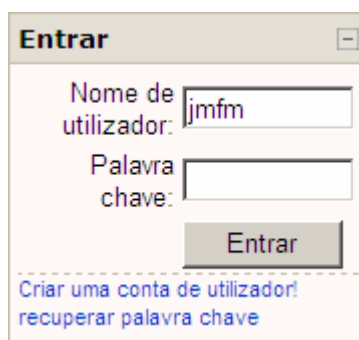 Entrar
Nome de
utilizador:
jmfm
Palavra
chave:
Entrar
Criar uma conta de utilizador!
recuperar palavra chave